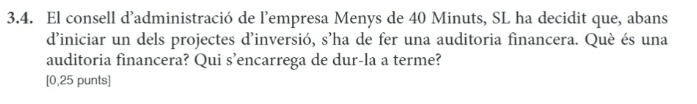 3.4. El consell d’administració de l’empresa Menys de 40 Minuts, SL ha decidit que, abans
d’iniciar un dels projectes d’inversió, s’ha de fer una auditoria financera. Què és una
auditoria financera? Qui s’encarrega de dur-la a terme?
[0,25 punts]